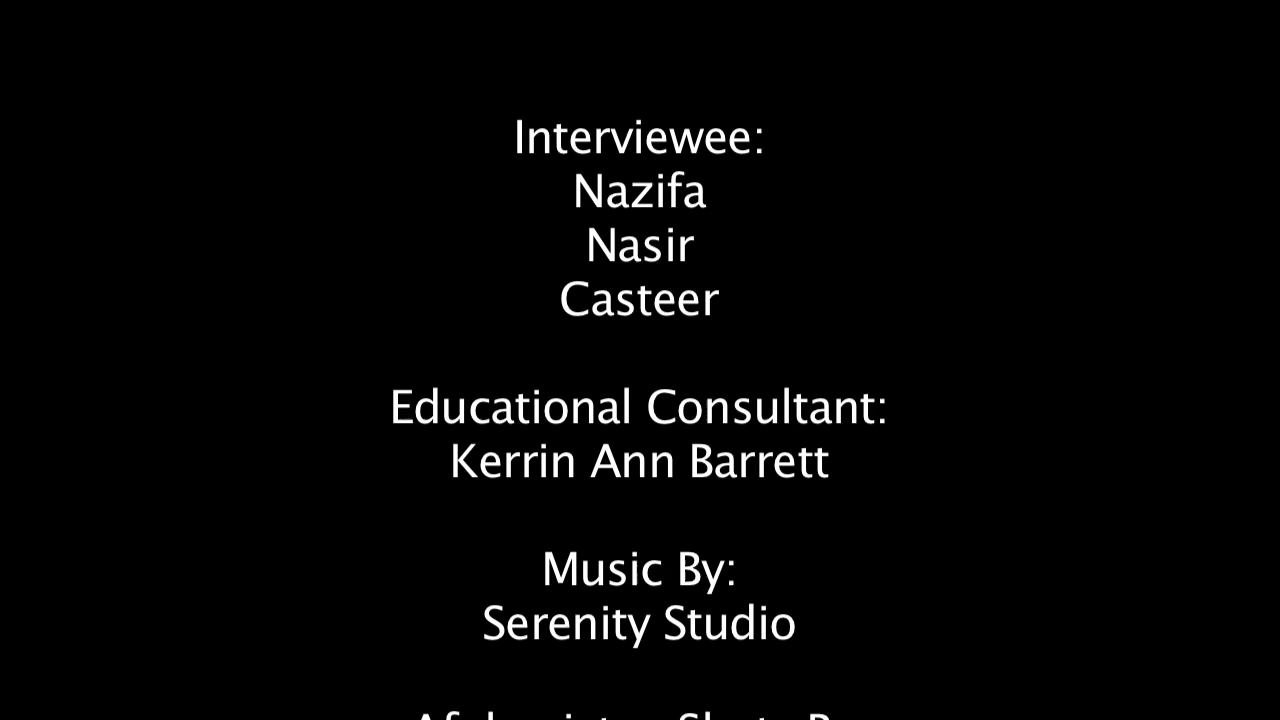 Interviewee:
Nazifa
Nasir
Casteer
Educational Consultant:
Kerrin Ann Barrett
Music By:
Serenity Studio